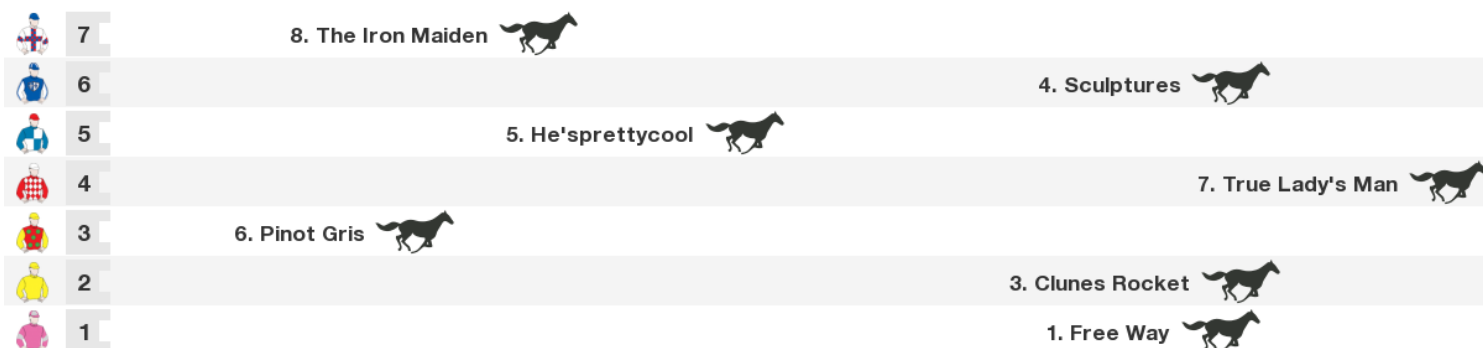 7 8. The Iron Maiden
6 4. Sculptures
5 5. He'sprettycool
4 7. True Lady's Man
3 6. Pinot Gris
2 3. Clunes Rocket
1 1. Free Way